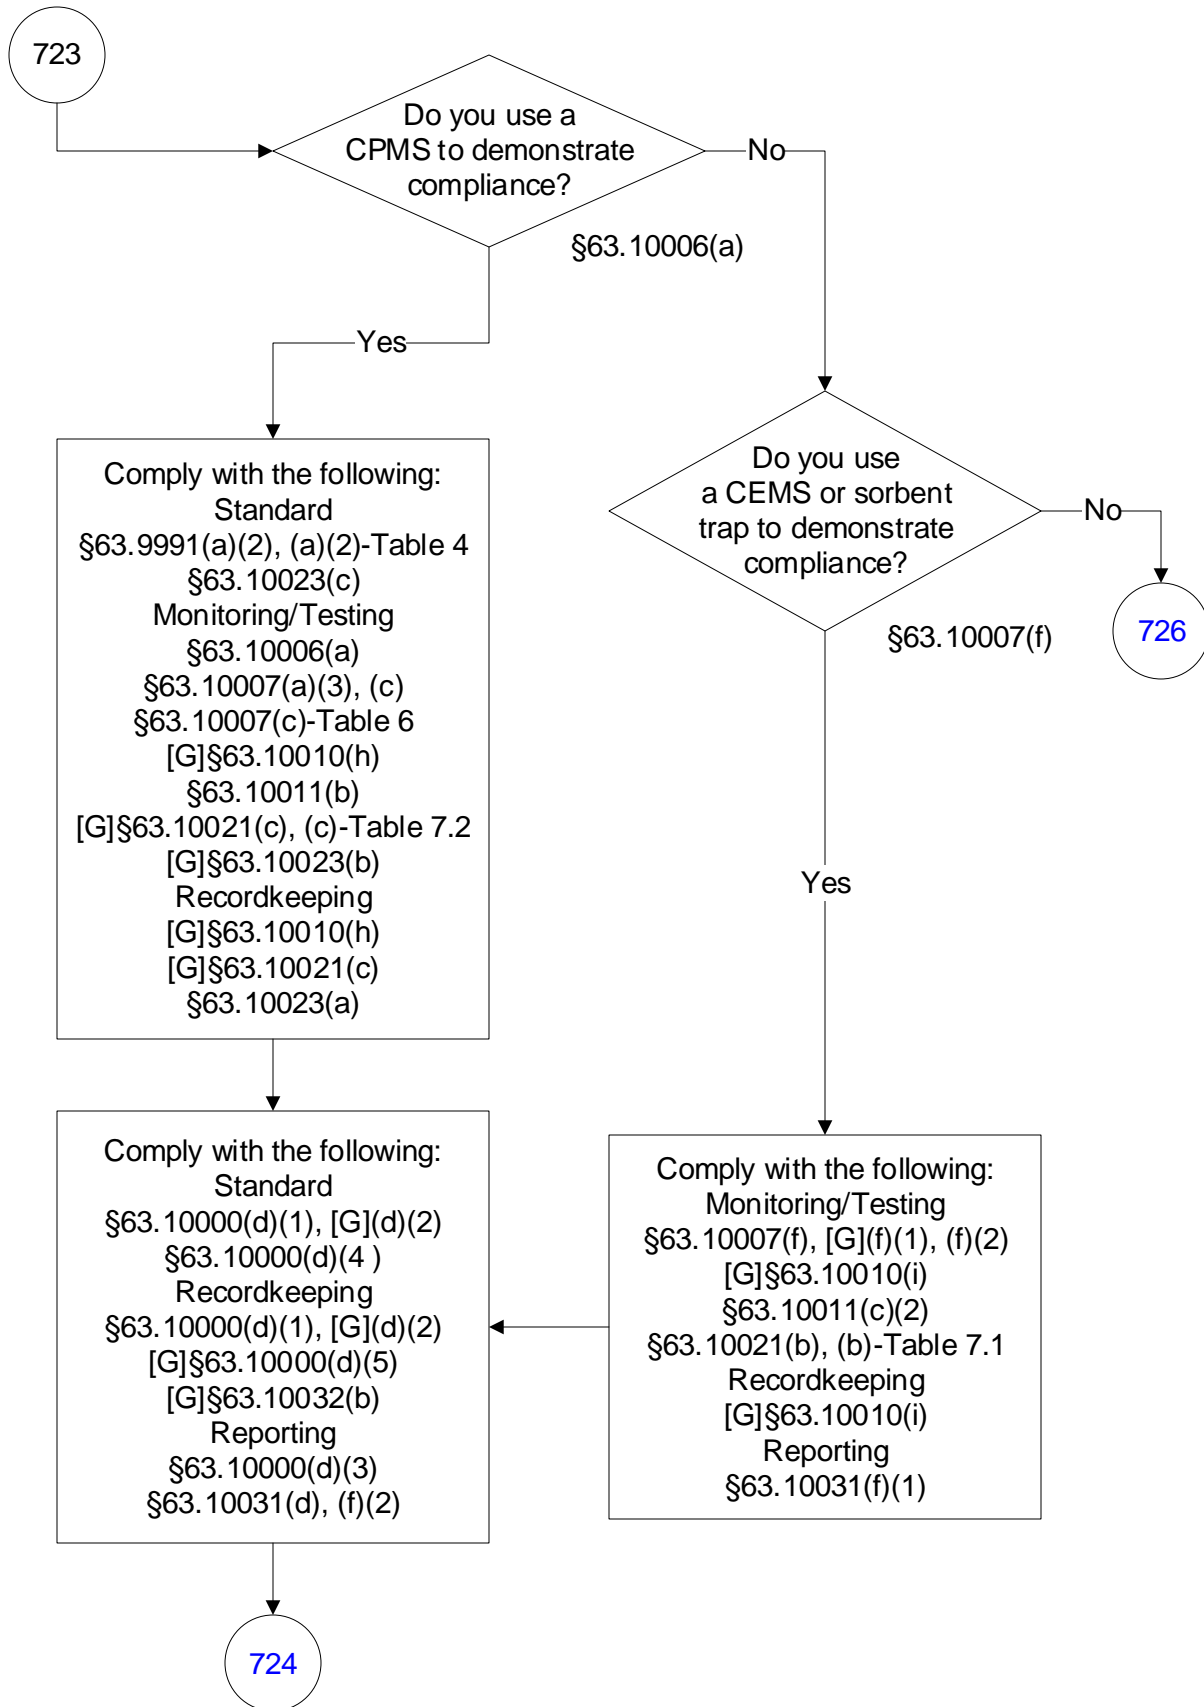 723
Do you use a
CPMS to demonstrate
compliance?
No
§63.10006(a)
Yes
Comply with the following:
Standard
§63.9991(a)(2), (a)(2)-Table 4
§63.10023(c)
Monitoring/Testing
§63.10006(a)
§63.10007(a)(3), (c)
§63.10007(c)-Table 6
[G]§63.10010(h)
§63.10011(b)
[G]§63.10021(c), (c)-Table 7.2
[G]§63.10023(b)
Recordkeeping
[G]§63.10010(h)
[G]§63.10021(c)
§63.10023(a)
Do you use
a CEMS or sorbent
trap to demonstrate
compliance?
No
§63.10007(f)
726
Yes
Comply with the following:
Standard
§63.10000(d)(1), [G](d)(2)
§63.10000(d)(4 )
Recordkeeping
§63.10000(d)(1), [G](d)(2)
[G]§63.10000(d)(5)
[G]§63.10032(b)
Reporting
§63.10000(d)(3)
§63.10031(d), (f)(2)
Comply with the following:
Monitoring/Testing
§63.10007(f), [G](f)(1), (f)(2)
[G]§63.10010(i)
§63.10011(c)(2)
§63.10021(b), (b)-Table 7.1
Recordkeeping
[G]§63.10010(i)
Reporting
§63.10031(f)(1)
724